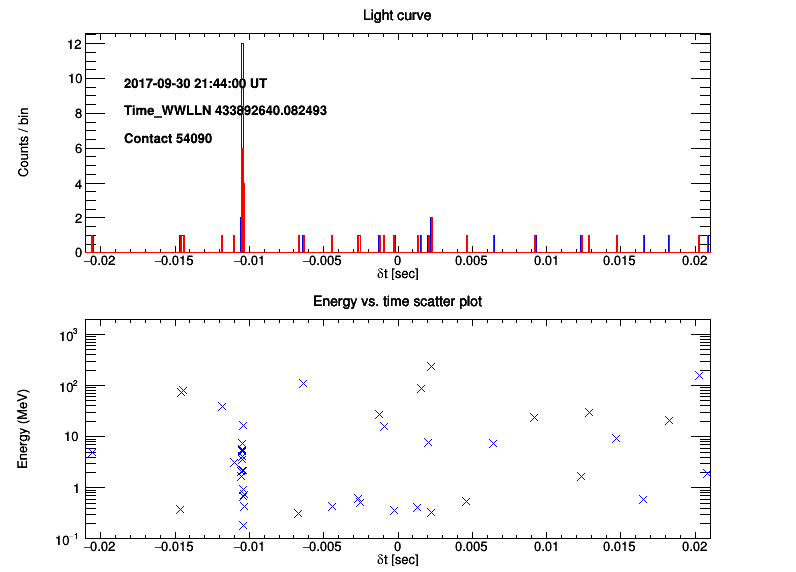 Light curve
Counts / bin
12
10
8
6
4
2
0
2017-09-30 21:44:00 UT
Time_WWLLN 433892640.082493
Contact 54090
−0.02 −0.015 −0.01 −0.005 0 0.005 0.01 0.015 0.02
δt [sec]
Energy vs. time scatter plot
Energy (MeV)
10³
10²
10
1
10⁻¹
−0.02 −0.015 −0.01 −0.005 0 0.005 0.01 0.015 0.02
δt [sec]